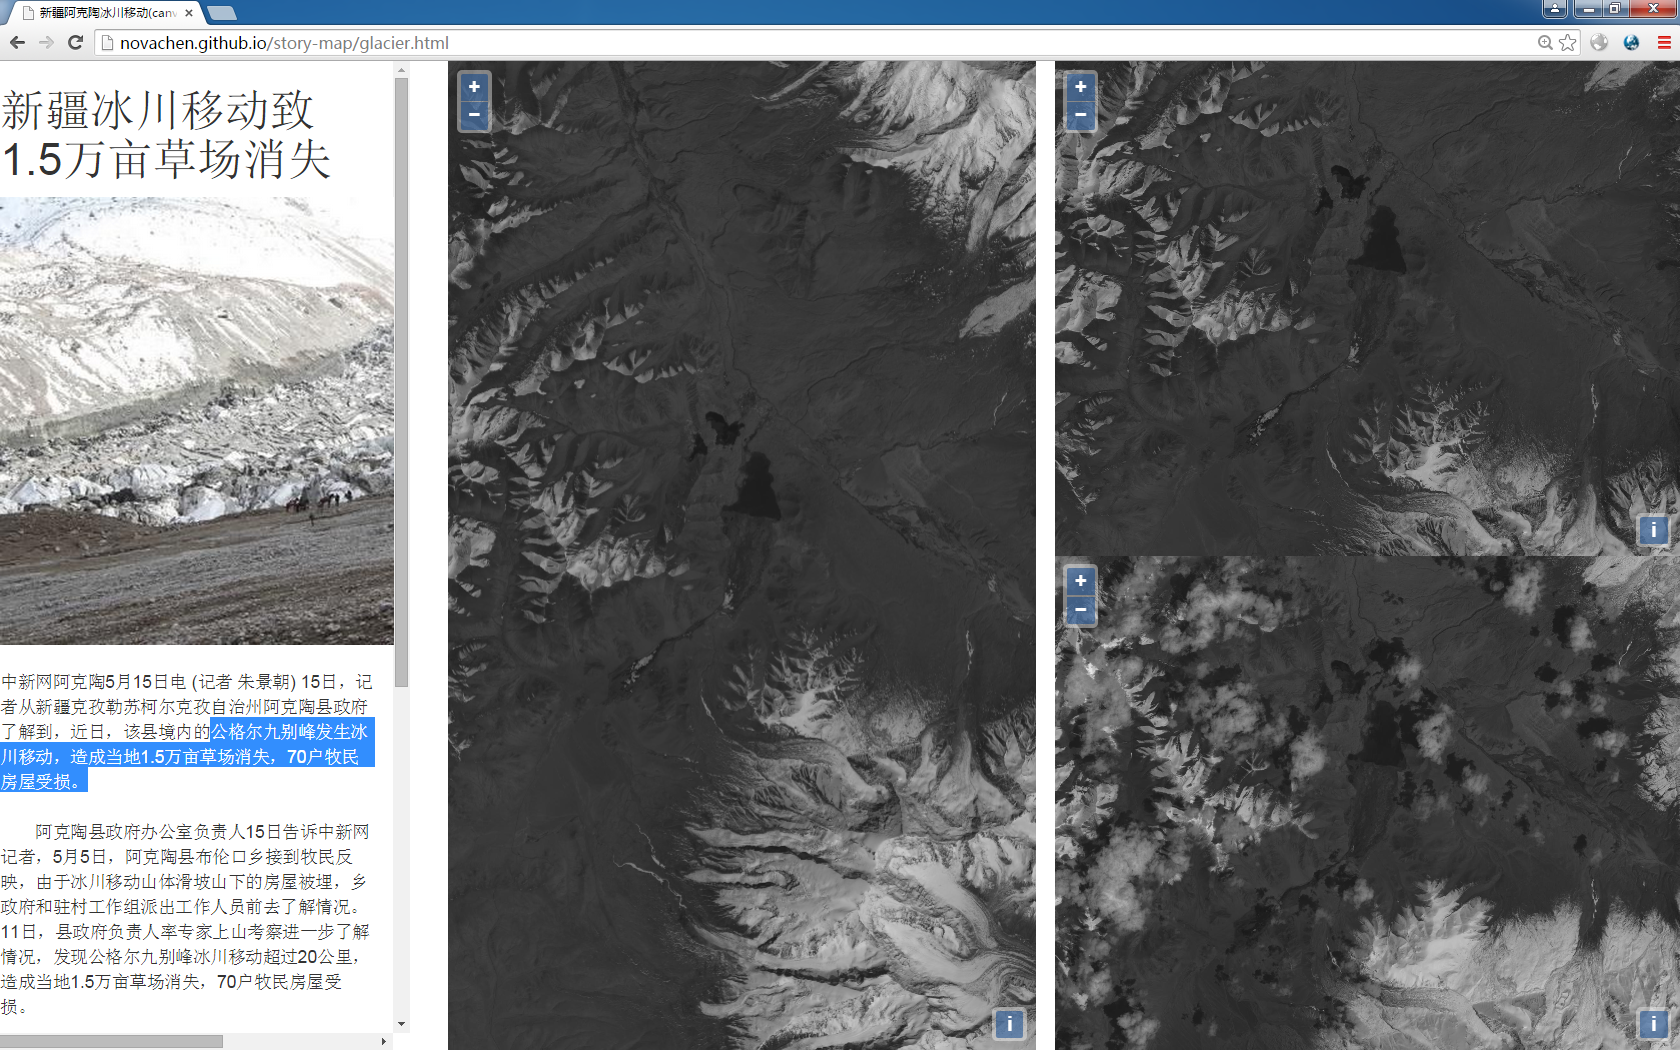 新疆阿克陶冰川移动(canv
novachen.github.io/story-map/glacier.html
新疆冰川移动致
1.5万亩草场消失
中新网阿克陶5月15日电 (记者 朱景朝) 15日，记
者从新疆克孜勒苏柯尔克孜自治州阿克陶县政府
了解到，近日，该县境内的公格尔九别峰发生冰
川移动，造成当地1.5万亩草场消失，70户牧民
房屋受损。
阿克陶县政府办公室负责人15日告诉中新网
记者，5月5日，阿克陶县布伦口乡接到牧民反
映，由于冰川移动山体滑坡山下的房屋被埋，乡
政府和驻村工作组派出工作人员前去了解情况。
11日，县政府负责人率专家上山考察进一步了解
情况，发现公格尔九别峰冰川移动超过20公里，
造成当地1.5万亩草场消失，70户牧民房屋受
损。
+
−
i
+
−
i
+
−
i